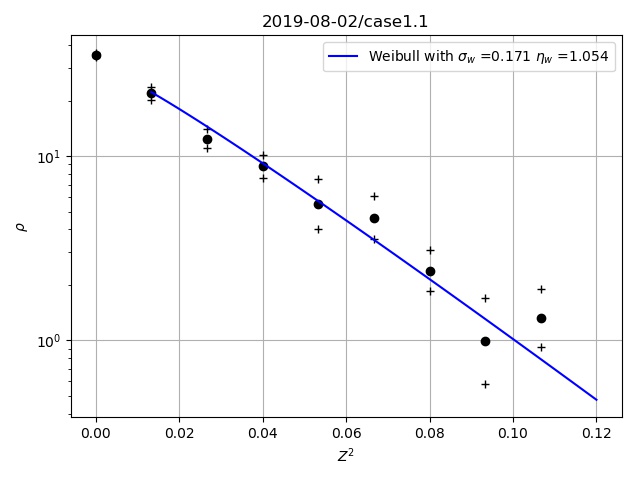 2019-08-02/case1.1
Weibull with σw =0.171 ηw =1.054
10¹
ρ
10⁰
0.00 0.02 0.04 0.06 0.08 0.10 0.12
Z²